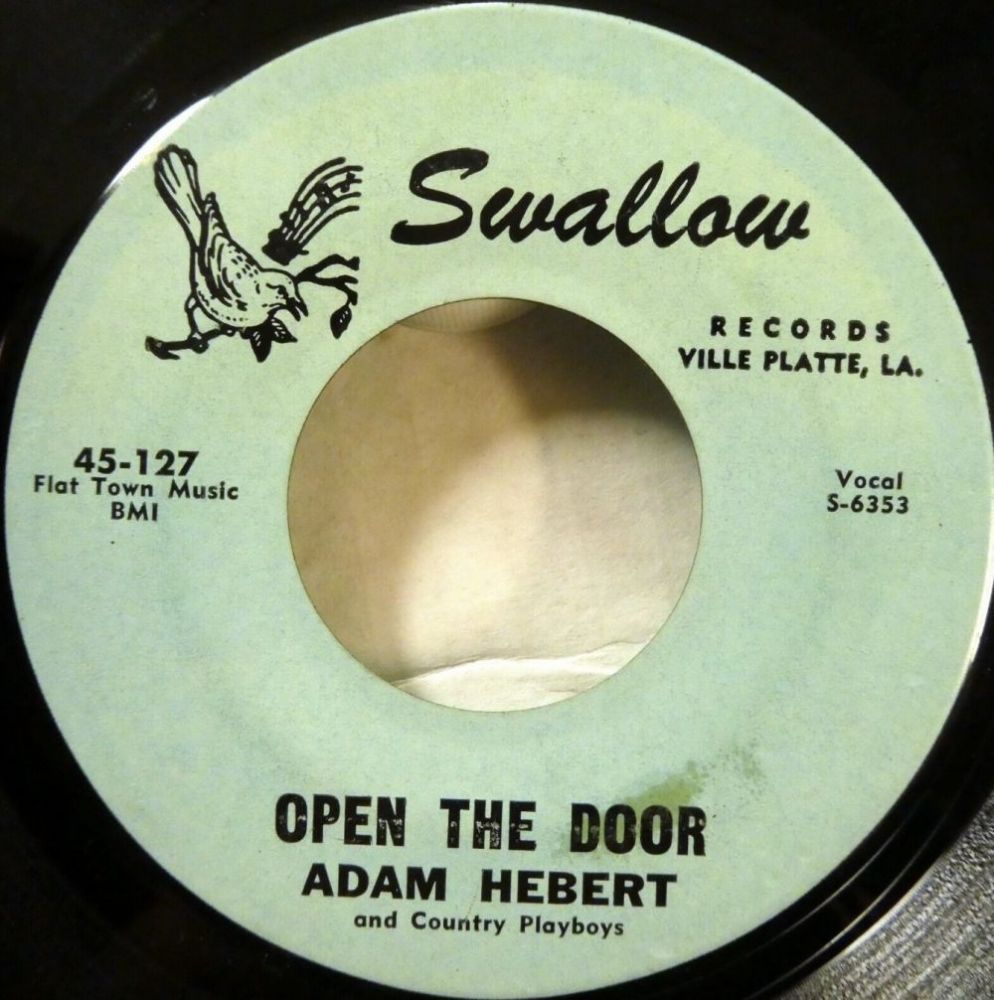 Swallow
RECORDS
VILLE PLATTE, LA.
45-127
Flat Town Music
BMI
Vocal
S-6353
OPEN THE DOOR
ADAM HEBERT
and Country Playboys